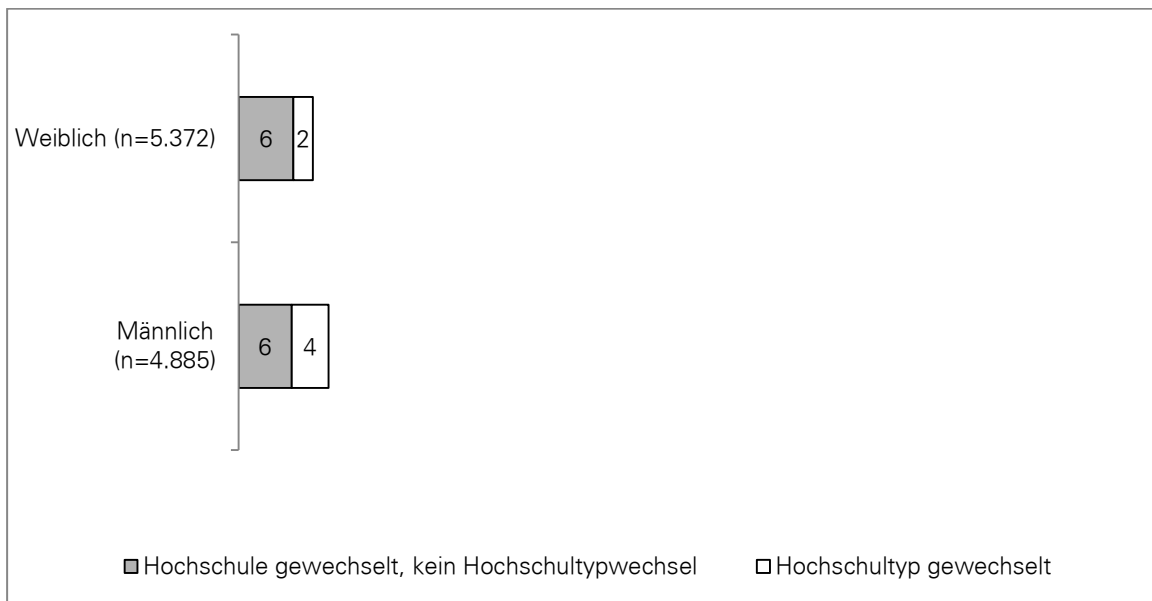 Weiblich (n=5.372)
6 2
Männlich
(n=4.885)
6 4
Hochschule gewechselt, kein Hochschultypwechsel
Hochschultyp gewechselt